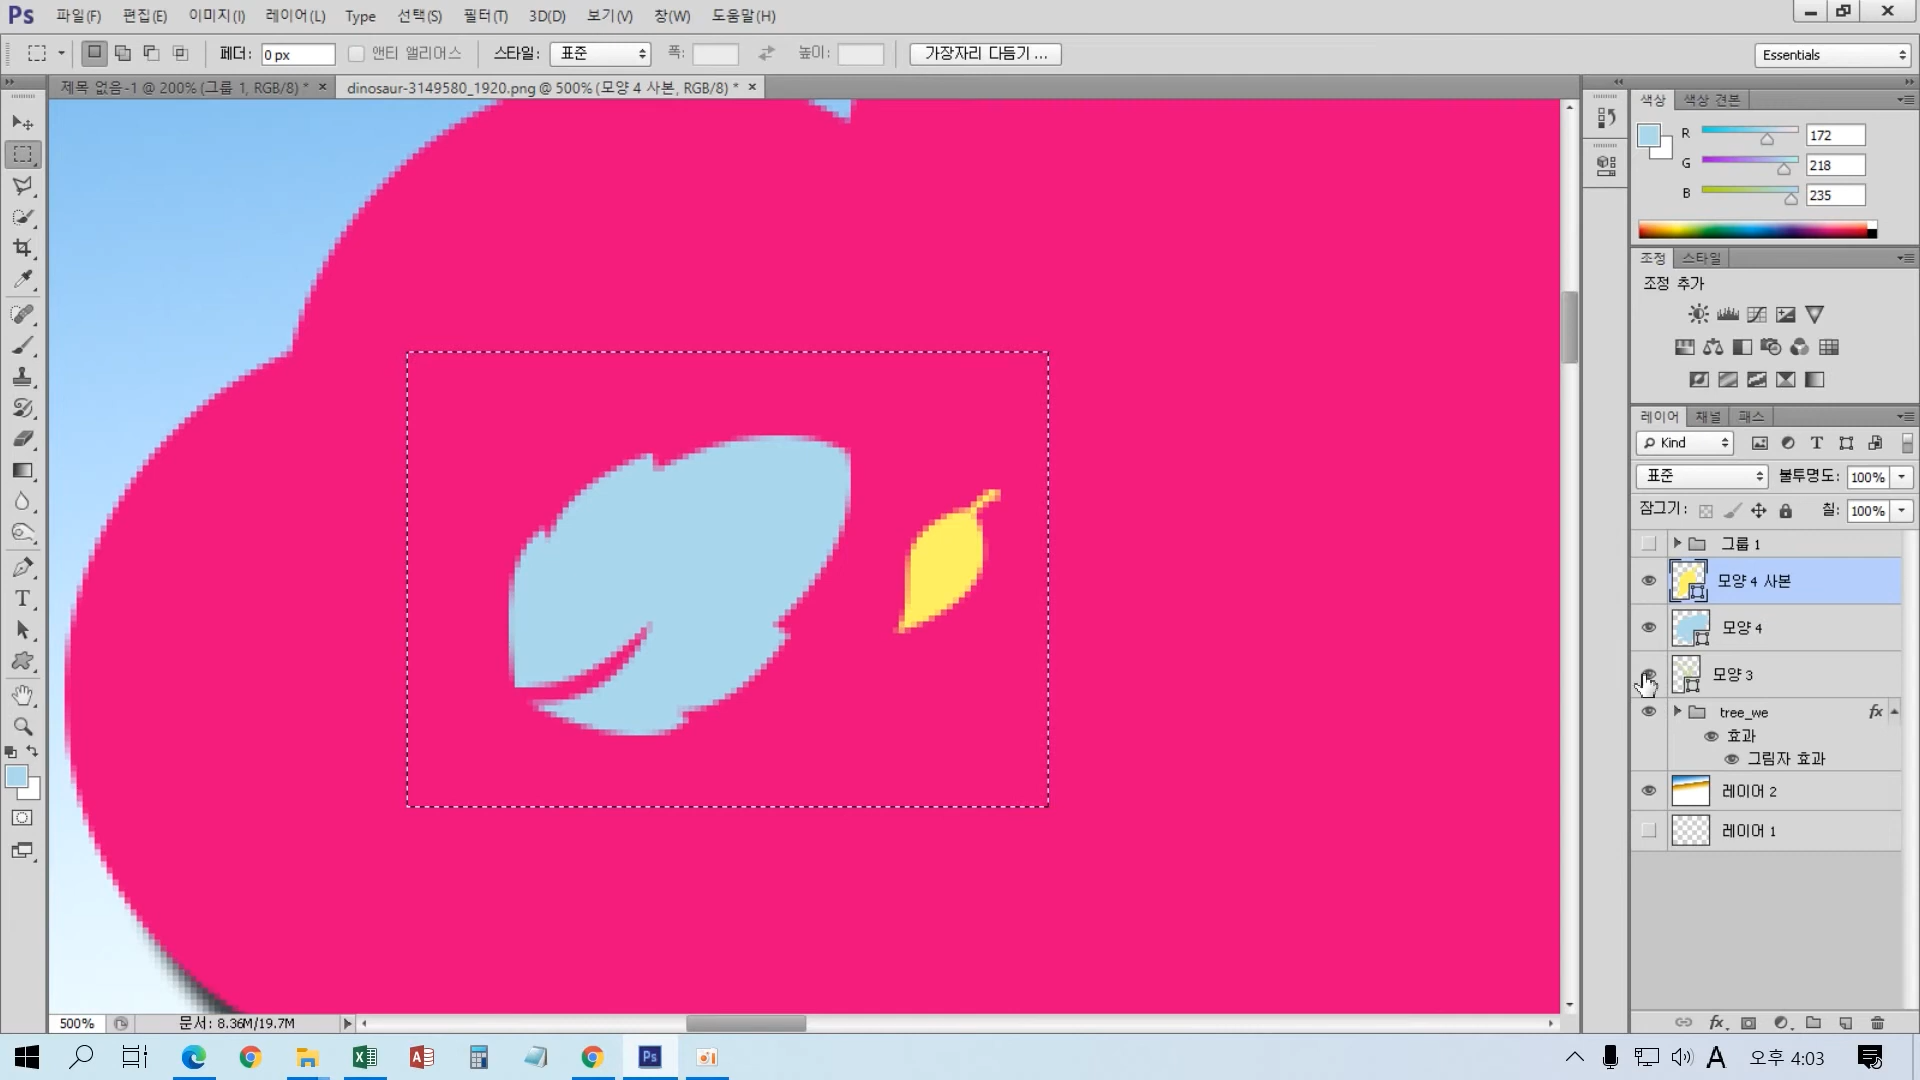 Ps 파일(F) 편집(E) 이미지(I) 레이어(L) Type 선택(S) 필터(T) 3D(D) 보기(V) 창(W) 도움말(H)
페더: 0 px 앤티 앨리어스 스타일: 표준 폭: 높이: 가장자리 다듬기 ... Essentials
제목 없음-1 @ 200% (그룹 1, RGB/8) * × dinosaur-3149580_1920.png @ 500% (모양 4 사본, RGB/8) * ×
색상 색상 견본
R 172
G 218
B 235
조정 스타일
조정 추가
레이어 채널 패스
Kind
표준 불투명도: 100%
잠그기: 칠: 100%
그룹 1
모양 4 사본
모양 4
모양 3
tree_we fx
효과
그림자 효과
레이어 2
레이어 1
500% 문서: 8.36M/19.7M
fx
Ps A 오후 4:03